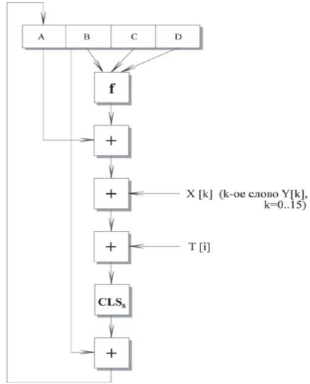 A B C D
f
+
+
X [k] (k-ое слово Y[k],
k=0..15)
+
T [i]
CLSs
+